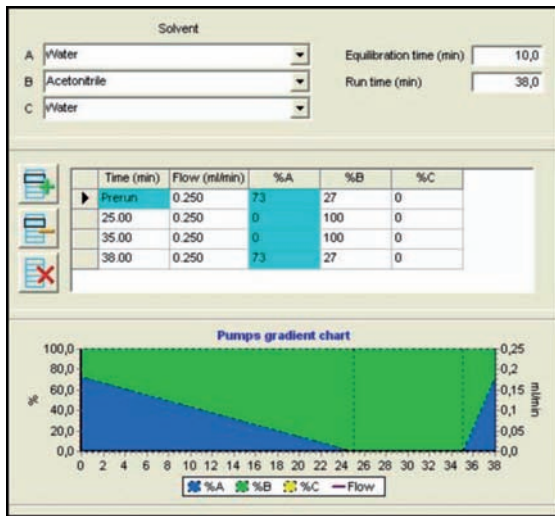 Solvent
A Water
B Acetonitrile
C Water
Equilibration time (min) 10,0
Run time (min) 38,0
Time (min) Flow (ml/min) %A %B %C
Prerun 0.250 73 27 0
25.00 0.250 0 100 0
35.00 0.250 0 100 0
38.00 0.250 73 27 0
Pumps gradient chart
100,0 0,25
80,0 0,2
60,0 0,15
40,0 0,1
20,0 0,05
0,0 0,0
% ml/min
0 2 4 6 8 10 12 14 16 18 20 22 24 26 28 30 32 34 36 38
%A %B %C Flow